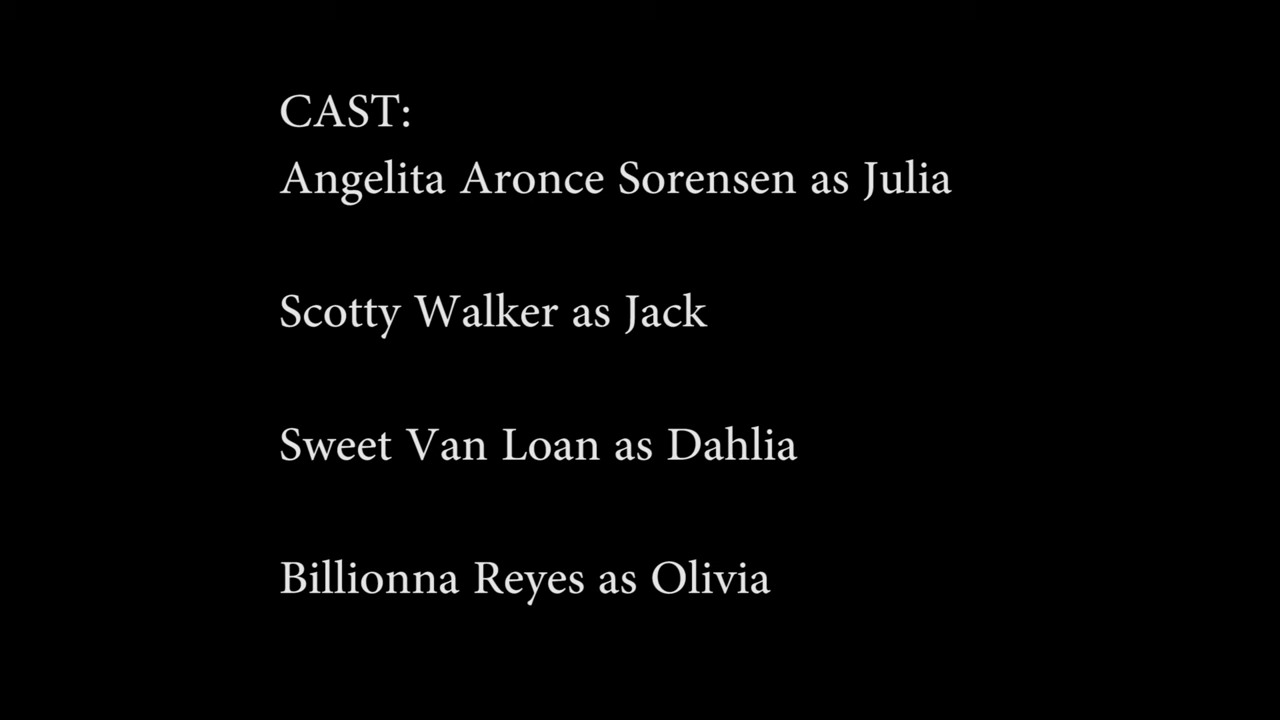 CAST:
Angelita Aronce Sorensen as Julia
Scotty Walker as Jack
Sweet Van Loan as Dahlia
Billionna Reyes as Olivia